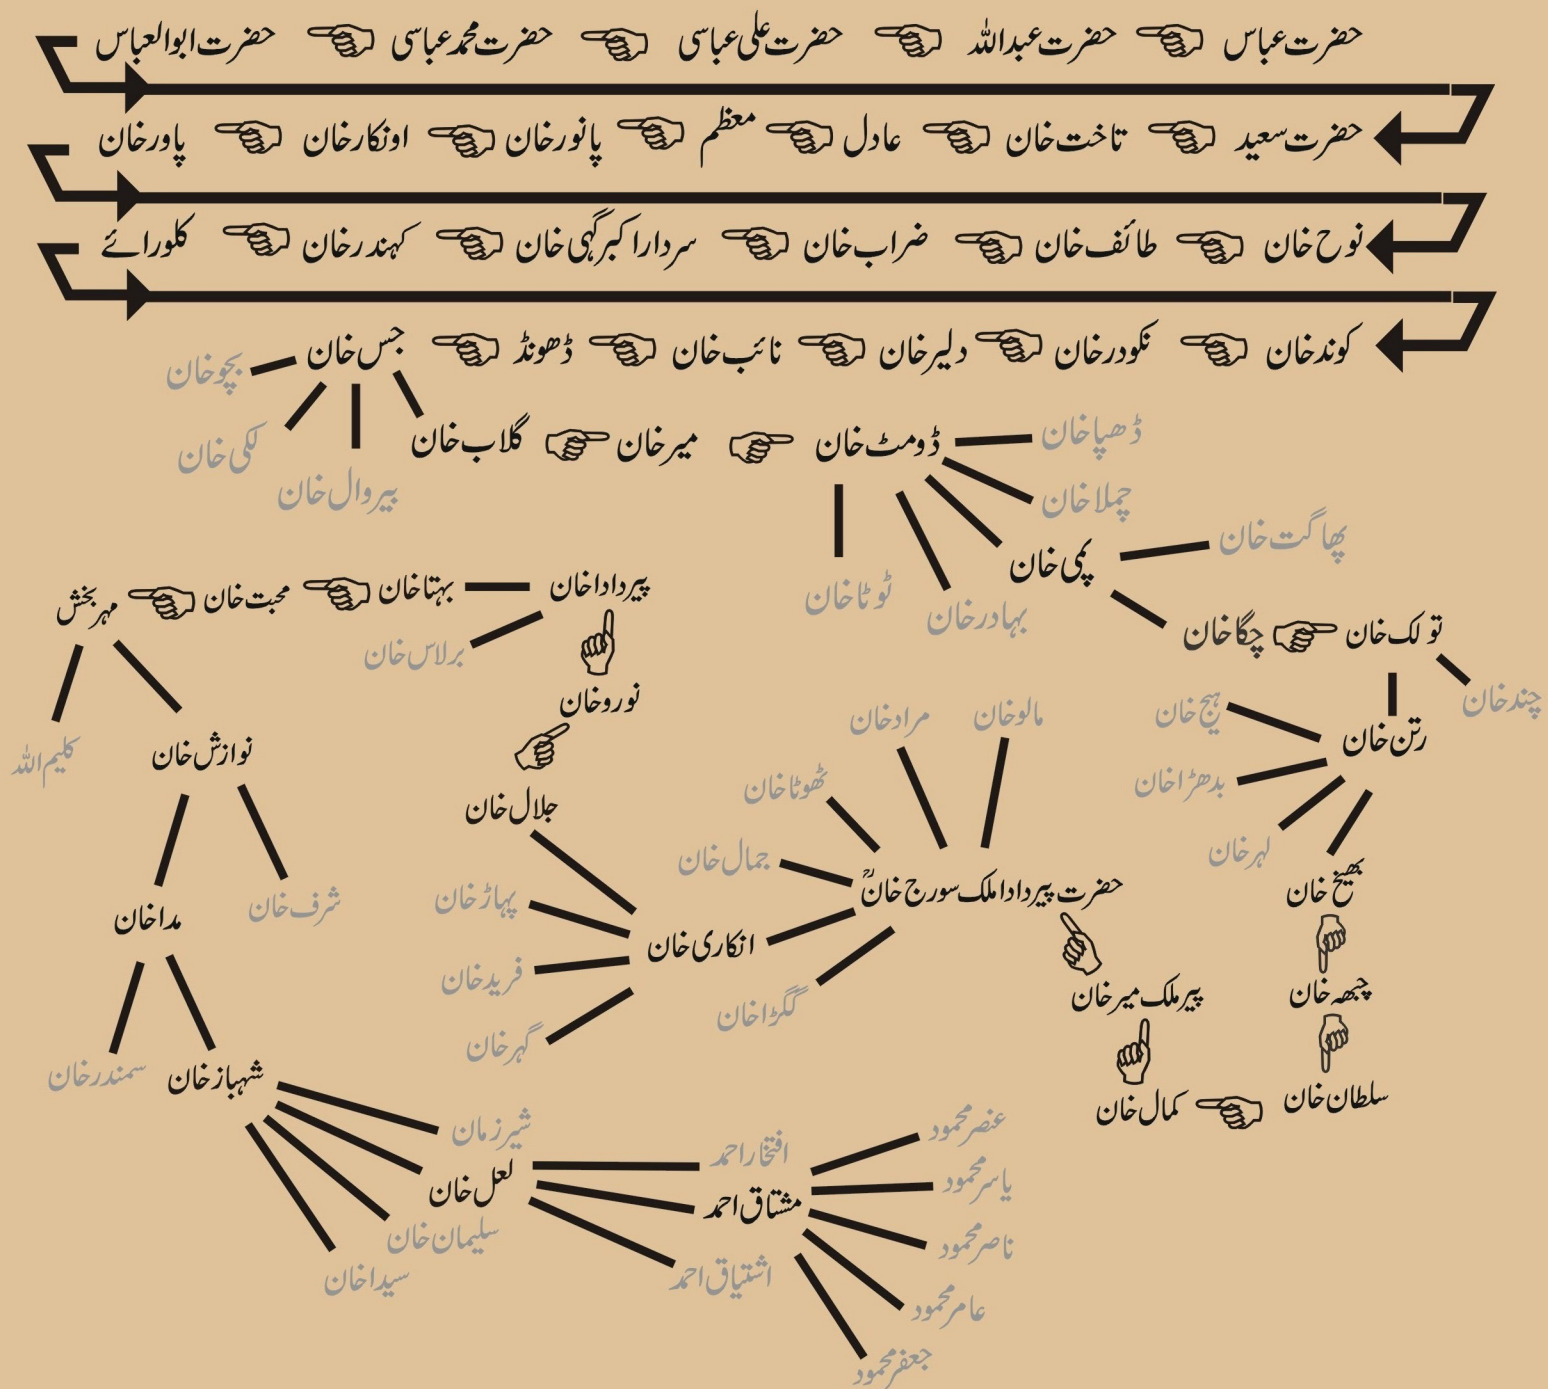 حضرت عباس حضرت عبداللہ حضرت علی عباسی حضرت محمد عباسی حضرت ابوالعباس
حضرت سعید تاخت خان عادل معظم پانور خان اونکار خان پاور خان
نوح خان طائف خان ضراب خان سردار اکبر گہی خان کہندر خان کلورائے
کوند خان نکودر خان دلیر خان نائب خان ڈھونڈ جس خان
بچو خان
لکی خان
بیروال خان
گلاب خان میر خان ڈومٹ خان
ڈھپا خان
چملا خان
پمی خان
بہادر خان
ٹوٹا خان
پھاگت خان
چگا خان تولک خان
چند خان
رتن خان
ہیج خان
بدھڑا خان
لہر خان
بھیخ خان
چبھہ خان
سلطان خان
کمال خان
پیر ملک میر خان
حضرت پیر دادا ملک سورج خانؒ
مالو خان
مراد خان
ٹھوٹا خان
جمال خان
انکاری خان
گگڑا خان
جلال خان
پہاڑ خان
فرید خان
گہر خان
نورو خان
پیر دادا خان
بہتا خان
برلاس خان
محبت خان
مہر بخش
کلیم اللہ
نوازش خان
شرف خان
مدا خان
سمندر خان
شہباز خان
شیر زمان
لعل خان
سلیمان خان
سیدا خان
افتخار احمد
مشتاق احمد
اشتیاق احمد
عنصر محمود
یاسر محمود
ناصر محمود
عامر محمود
جعفر محمود